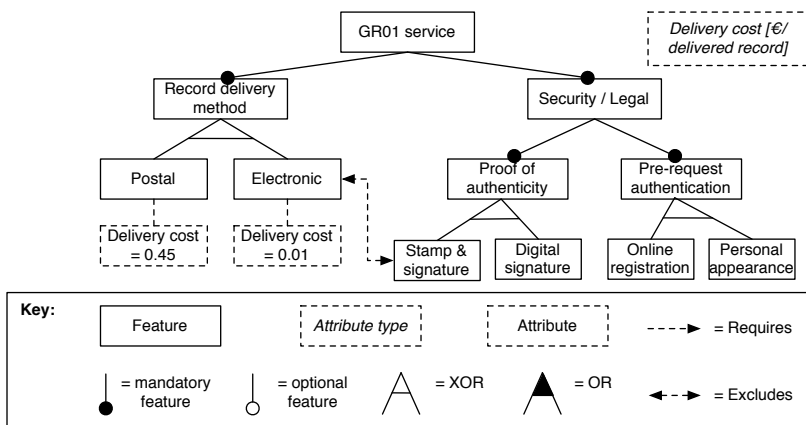 GR01 service
Delivery cost [€/
delivered record]
Record delivery
method
Security / Legal
Postal
Electronic
Proof of
authenticity
Pre-request
authentication
Delivery cost
= 0.45
Delivery cost
= 0.01
Stamp &
signature
Digital
signature
Online
registration
Personal
appearance
Key:
Feature
Attribute type
Attribute
= Requires
= mandatory
feature
= optional
feature
= XOR
= OR
= Excludes